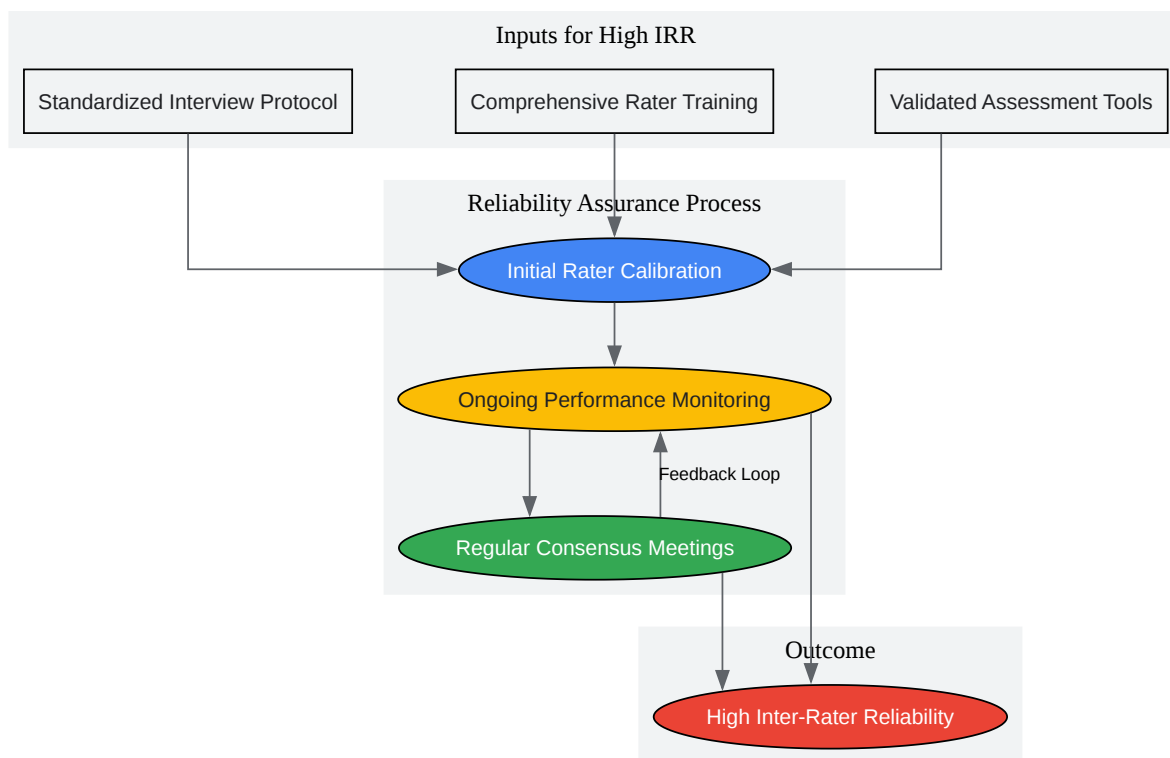 Inputs for High IRR
Standardized Interview Protocol
Comprehensive Rater Training
Validated Assessment Tools
Reliability Assurance Process
Initial Rater Calibration
Ongoing Performance Monitoring
Feedback Loop
Regular Consensus Meetings
Outcome
High Inter-Rater Reliability